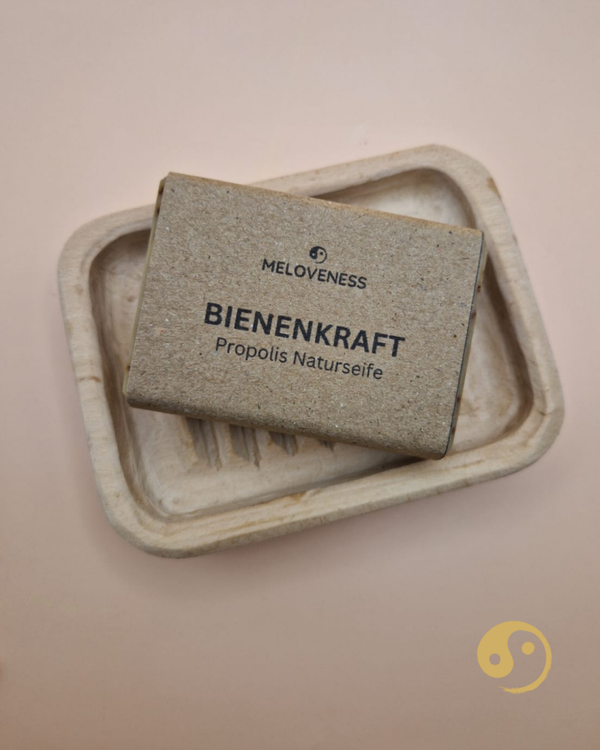 MELOVENESS
BIENENKRAFT
Propolis Naturseife